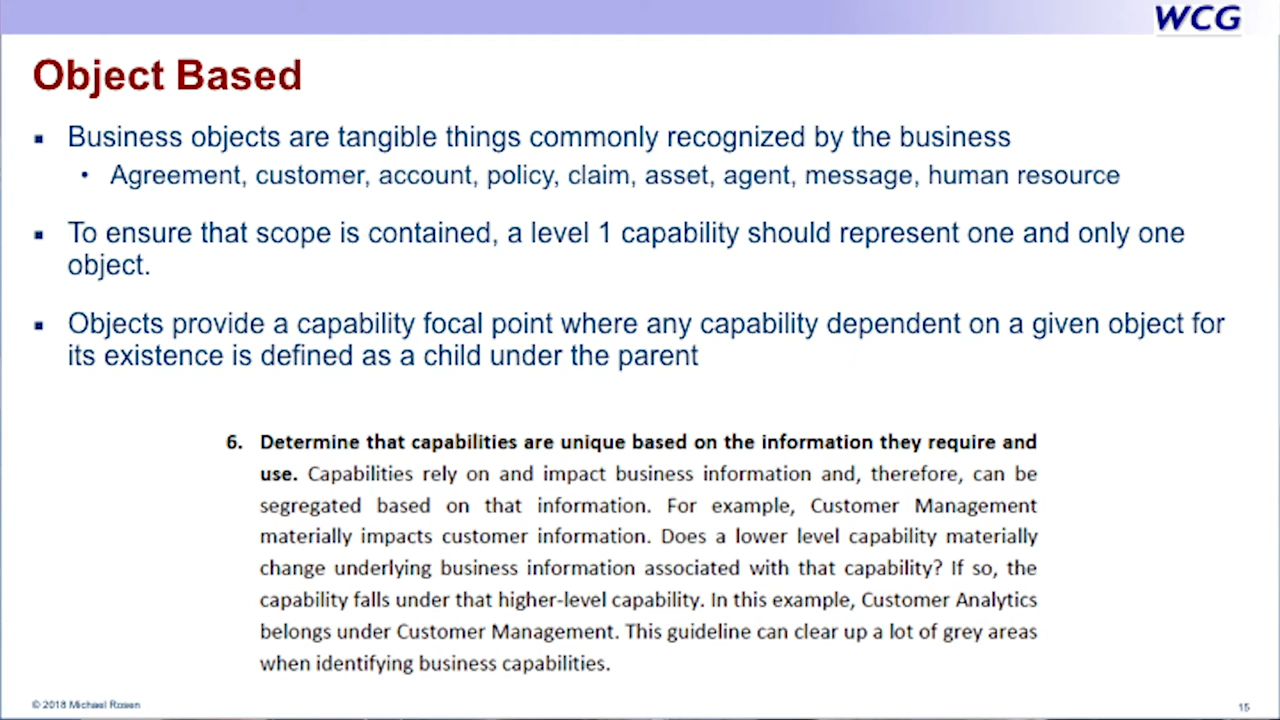 WCG
Object Based
▪ Business objects are tangible things commonly recognized by the business
• Agreement, customer, account, policy, claim, asset, agent, message, human resource
▪ To ensure that scope is contained, a level 1 capability should represent one and only one
object.
▪ Objects provide a capability focal point where any capability dependent on a given object for
its existence is defined as a child under the parent
6. Determine that capabilities are unique based on the information they require and
use. Capabilities rely on and impact business information and, therefore, can be
segregated based on that information. For example, Customer Management
materially impacts customer information. Does a lower level capability materially
change underlying business information associated with that capability? If so, the
capability falls under that higher-level capability. In this example, Customer Analytics
belongs under Customer Management. This guideline can clear up a lot of grey areas
when identifying business capabilities.
© 2018 Michael Rosen
15